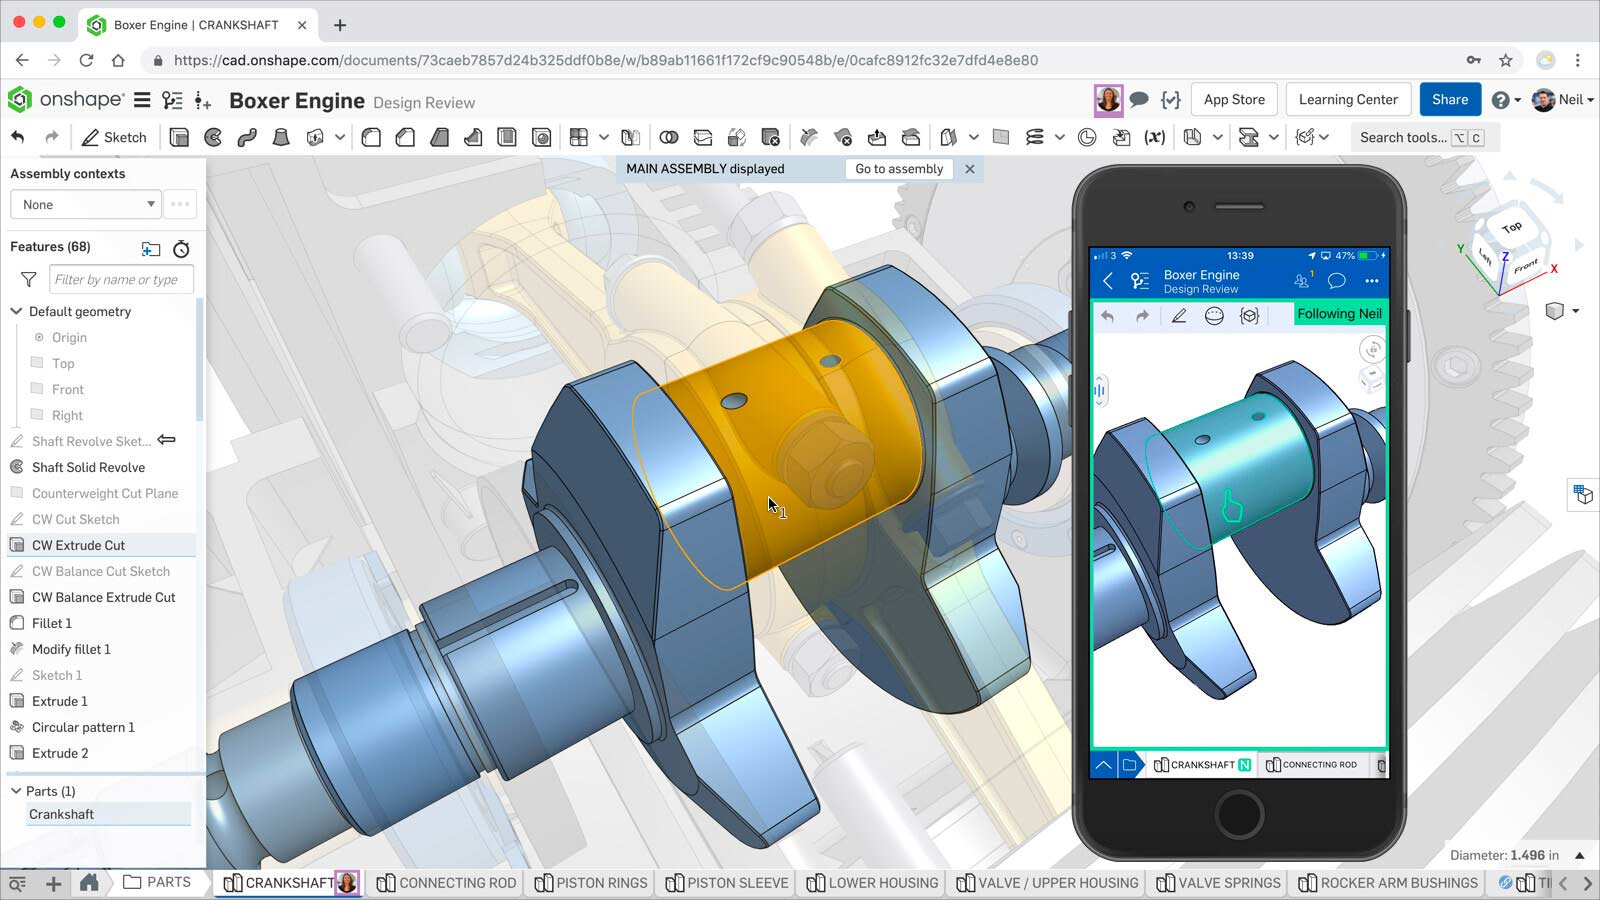 Boxer Engine | CRANKSHAFT
https://cad.onshape.com/documents/73caeb7857d24b325ddf0b8e/w/b89ab11661f172cf9c90548b/e/0cafc8912fc32e7dfd4e8e80
onshape
Boxer Engine Design Review
App Store
Learning Center
Share
Neil
Sketch
(x)
Search tools... ⌥ C
Assembly contexts
None
Features (68)
Filter by name or type
Default geometry
Origin
Top
Front
Right
Shaft Revolve Sket...
Shaft Solid Revolve
Counterweight Cut Plane
CW Cut Sketch
CW Extrude Cut
CW Balance Cut Sketch
CW Balance Extrude Cut
Fillet 1
Modify fillet 1
Sketch 1
Extrude 1
Circular pattern 1
Extrude 2
Parts (1)
Crankshaft
MAIN ASSEMBLY displayed
Go to assembly
1
3
13:39
47%
Boxer Engine
Design Review
1
Following Neil
CRANKSHAFT N
CONNECTING ROD
Top
Left
Front
Y
Z
X
Diameter: 1.496 in
PARTS
CRANKSHAFT
CONNECTING ROD
PISTON RINGS
PISTON SLEEVE
LOWER HOUSING
VALVE / UPPER HOUSING
VALVE SPRINGS
ROCKER ARM BUSHINGS